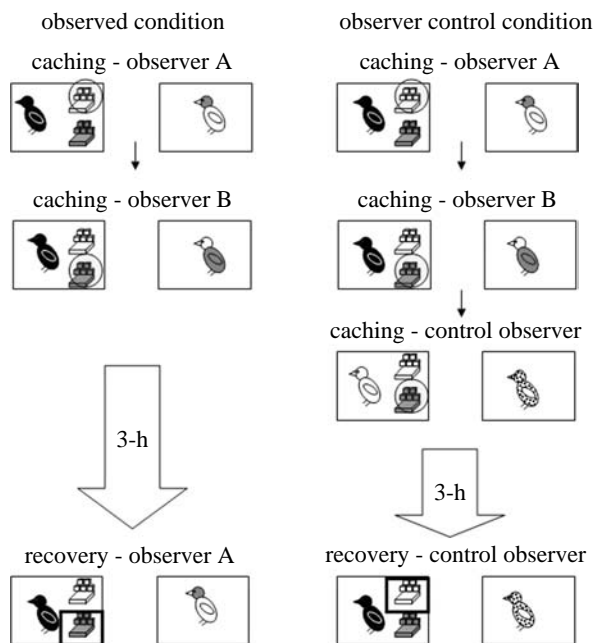 observed condition
caching - observer A
caching - observer B
3-h
recovery - observer A
observer control condition
caching - observer A
caching - observer B
caching - control observer
3-h
recovery - control observer